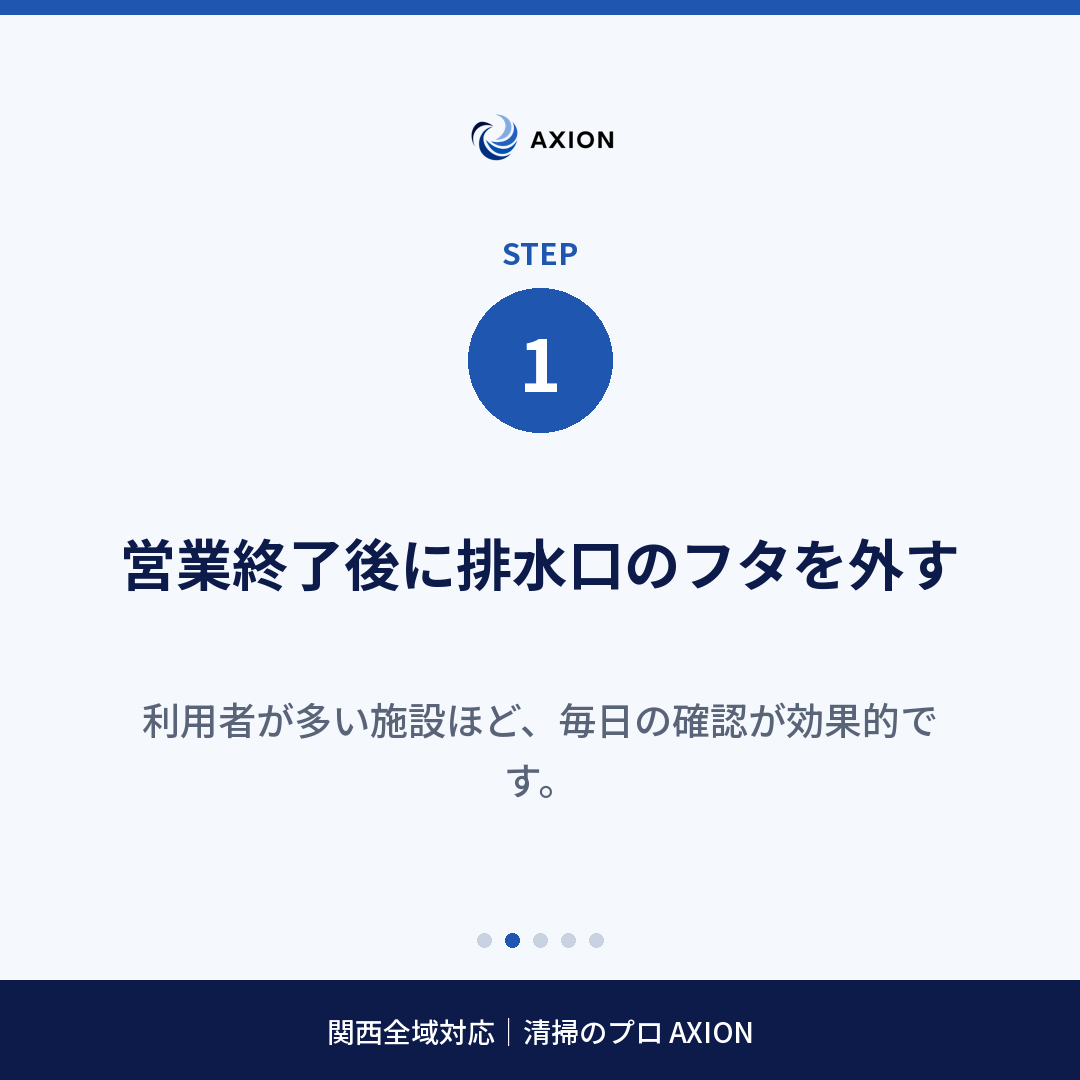 AXION
STEP
1
営業終了後に排水口のフタを外す
利用者が多い施設ほど、毎日の確認が効果的で
す。
関西全域対応｜清掃のプロ AXION